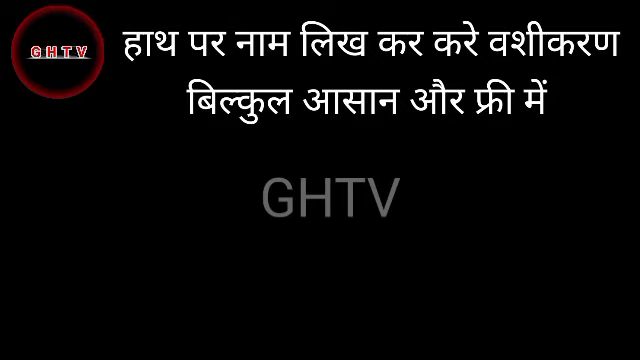 GHTV
हाथ पर नाम लिख कर करे वशीकरण
बिल्कुल आसान और फ्री में
GHTV